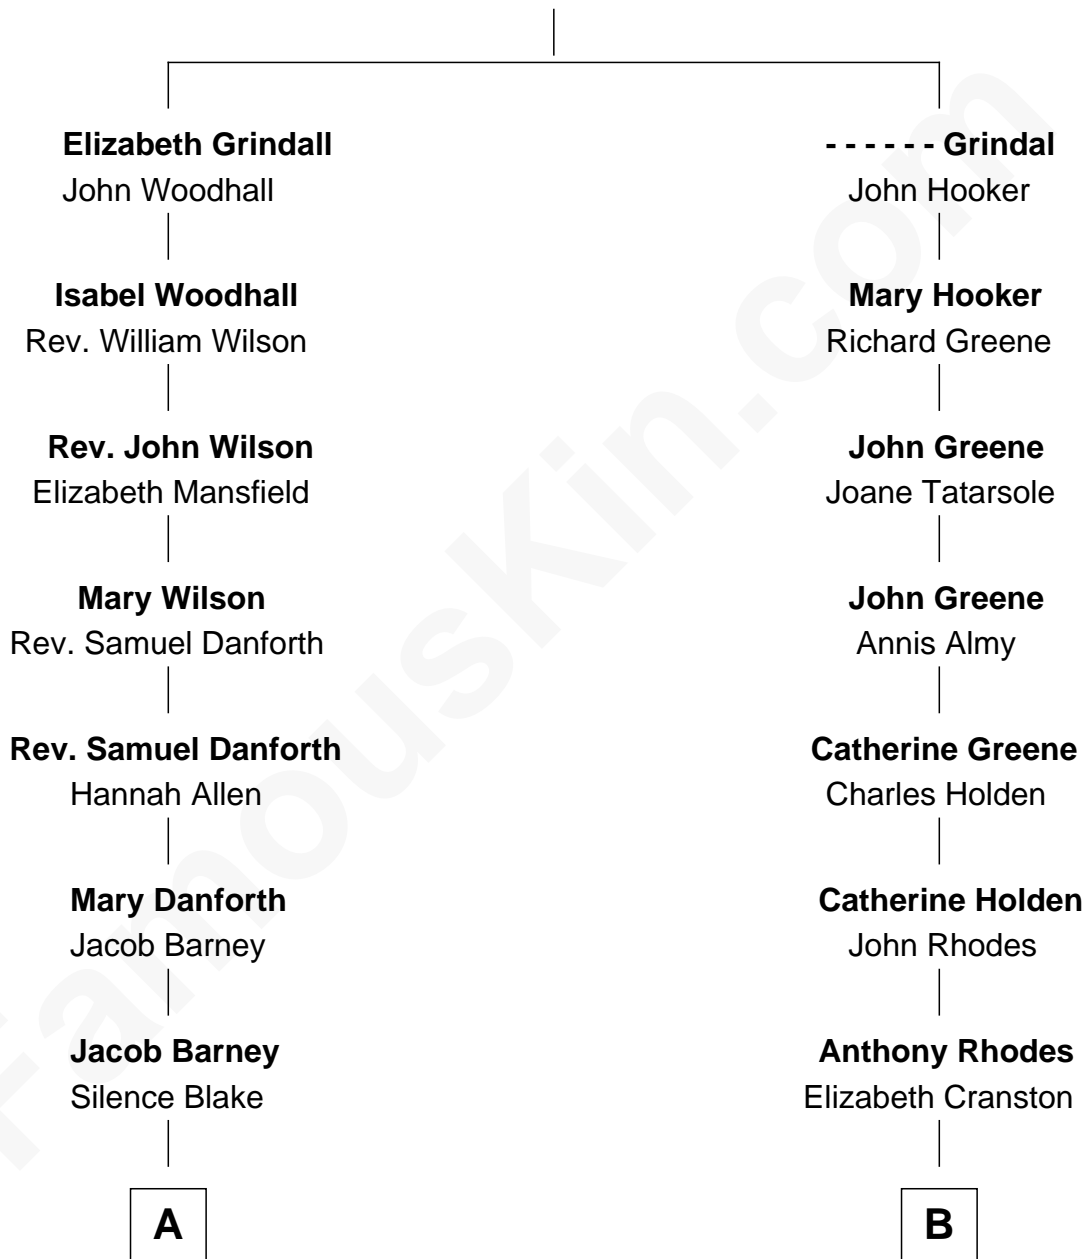 Elizabeth Grindall
John Woodhall
- - - - - - Grindal
John Hooker
Isabel Woodhall
Rev. William Wilson
Mary Hooker
Richard Greene
Rev. John Wilson
Elizabeth Mansfield
John Greene
Joane Tatarsole
Mary Wilson
Rev. Samuel Danforth
John Greene
Annis Almy
Rev. Samuel Danforth
Hannah Allen
Catherine Greene
Charles Holden
Mary Danforth
Jacob Barney
Catherine Holden
John Rhodes
Jacob Barney
Silence Blake
Anthony Rhodes
Elizabeth Cranston
A
B
FamousKin.com